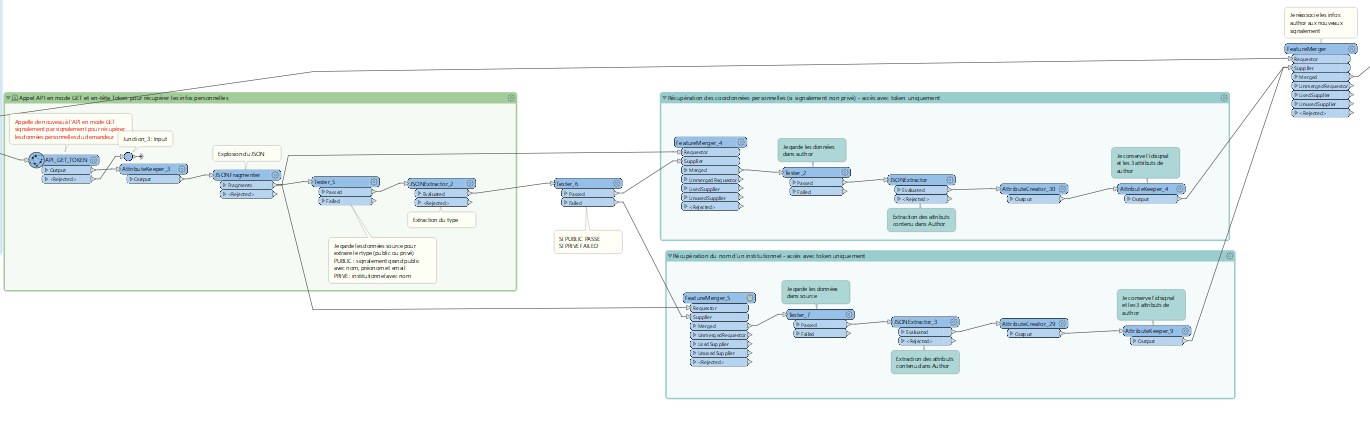 Je réassocie les infos
author aux nouveaux
signalement
FeatureMerger
Requestor
Supplier
Merged
UnmergedRequestor
UsedSupplier
UnusedSupplier
<Rejected>
Appel API en mode GET et en-tête Token pour récupérer les infos personnelles
Appelle de nouveau à l'API en mode GET
signalement par signalement pour récupérer
les données personnelles du demandeur
Junction_3 : Input
API_GET_TOKEN
Output
<Rejected>
AttributeKeeper_3
Output
Explosion du JSON
JSONFragmenter
Fragments
<Rejected>
Tester_5
Passed
Failed
JSONExtractor_2
Evaluated
<Rejected>
Extraction du type
Je garde les données source pour
extraire le type (public ou privé)
PUBLIC : signalement grand public
avec nom, prénom et email
PRIVE : institutionnel avec nom
Tester_6
Passed
Failed
SI PUBLIC PASSE
SI PRIVE FAILED
Récupération des coordonnées personnelles (si signalement non privé) - accès avec token uniquement
FeatureMerger_4
Requestor
Supplier
Merged
UnmergedRequestor
UsedSupplier
UnusedSupplier
<Rejected>
Je garde les données
dans author
Tester_2
Passed
Failed
JSONExtractor
Evaluated
<Rejected>
Extraction des attributs
contenu dans Author
AttributeCreator_30
Output
Je conserve l'idsignal
et les 3 attributs de
author
AttributeKeeper_4
Output
Récupération du nom d'un institutionnel - accès avec token uniquement
FeatureMerger_5
Requestor
Supplier
Merged
UnmergedRequestor
UsedSupplier
UnusedSupplier
<Rejected>
Je garde les données
dans source
Tester_7
Passed
Failed
JSONExtractor_3
Evaluated
<Rejected>
Extraction des attributs
contenu dans Author
AttributeCreator_29
Output
Je conserve l'idsignal
et les 3 attributs de
author
AttributeKeeper_9
Output